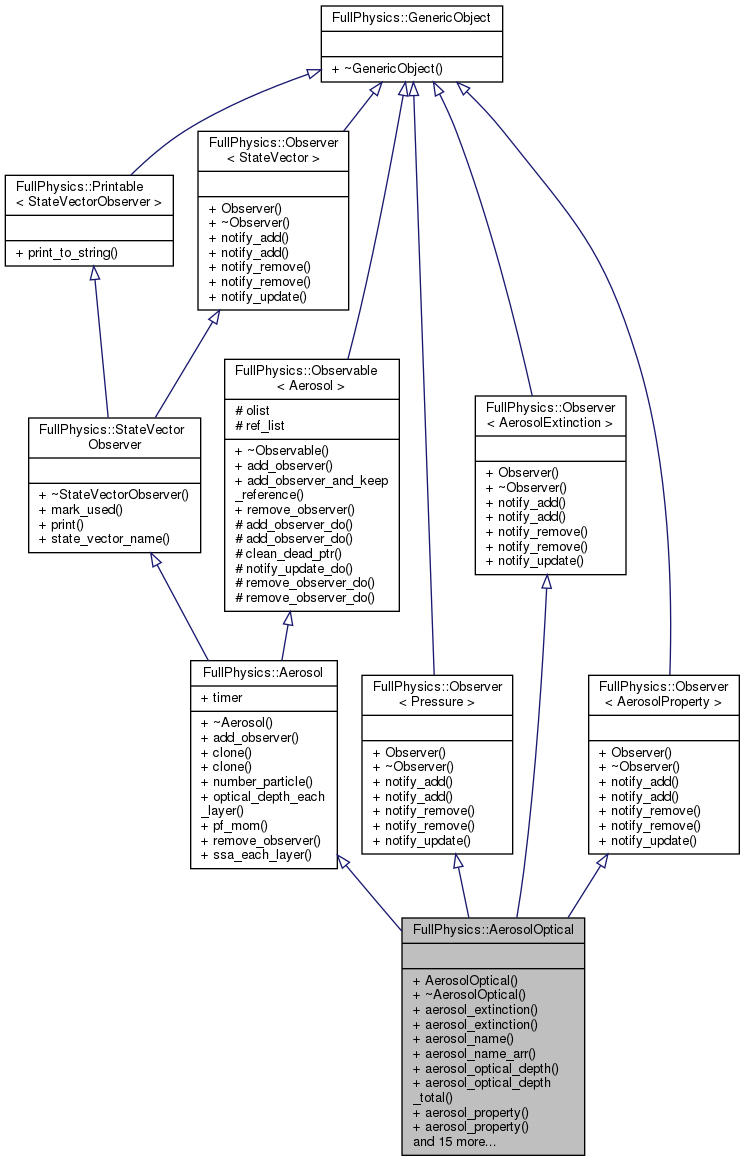 FullPhysics::GenericObject
+ ~GenericObject()
FullPhysics::Observer
< StateVector >
+ Observer()
+ ~Observer()
+ notify_add()
+ notify_add()
+ notify_remove()
+ notify_remove()
+ notify_update()
FullPhysics::Printable
< StateVectorObserver >
+ print_to_string()
FullPhysics::Observable
< Aerosol >
# olist
# ref_list
+ ~Observable()
+ add_observer()
+ add_observer_and_keep
_reference()
+ remove_observer()
# add_observer_do()
# add_observer_do()
# clean_dead_ptr()
# notify_update_do()
# remove_observer_do()
# remove_observer_do()
FullPhysics::Observer
< AerosolExtinction >
+ Observer()
+ ~Observer()
+ notify_add()
+ notify_add()
+ notify_remove()
+ notify_remove()
+ notify_update()
FullPhysics::StateVector
Observer
+ ~StateVectorObserver()
+ mark_used()
+ print()
+ state_vector_name()
FullPhysics::Aerosol
+ timer
+ ~Aerosol()
+ add_observer()
+ clone()
+ clone()
+ number_particle()
+ optical_depth_each
_layer()
+ pf_mom()
+ remove_observer()
+ ssa_each_layer()
FullPhysics::Observer
< Pressure >
+ Observer()
+ ~Observer()
+ notify_add()
+ notify_add()
+ notify_remove()
+ notify_remove()
+ notify_update()
FullPhysics::Observer
< AerosolProperty >
+ Observer()
+ ~Observer()
+ notify_add()
+ notify_add()
+ notify_remove()
+ notify_remove()
+ notify_update()
FullPhysics::AerosolOptical
+ AerosolOptical()
+ ~AerosolOptical()
+ aerosol_extinction()
+ aerosol_extinction()
+ aerosol_name()
+ aerosol_name_arr()
+ aerosol_optical_depth()
+ aerosol_optical_depth
_total()
+ aerosol_property()
+ aerosol_property()
and 15 more...